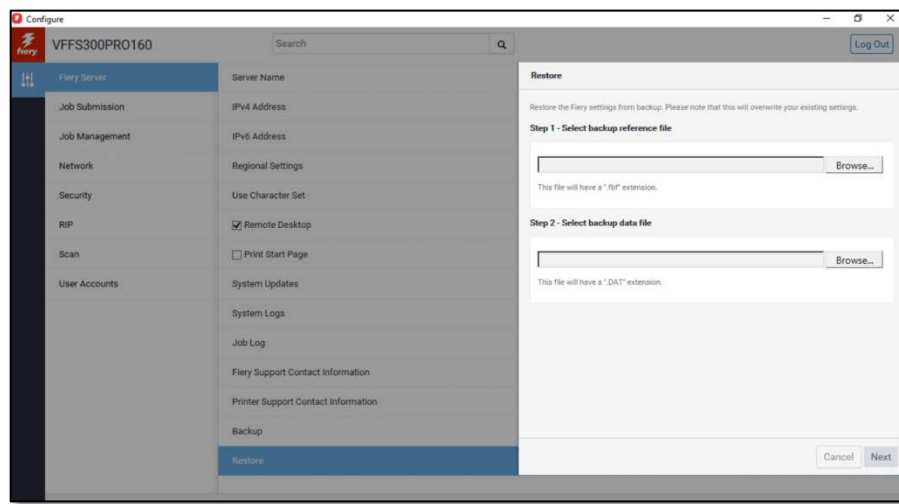 Configure
fiery
VFFS300PRO160
Search
Log Out
Fiery Server
Job Submission
Job Management
Network
Security
RIP
Scan
User Accounts
Server Name
IPv4 Address
IPv6 Address
Regional Settings
Use Character Set
Remote Desktop
Print Start Page
System Updates
System Logs
Job Log
Fiery Support Contact Information
Printer Support Contact Information
Backup
Restore
Restore
Restore the Fiery settings from backup. Please note that this will overwrite your existing settings.
Step 1 - Select backup reference file
Browse...
This file will have a ".fbf" extension.
Step 2 - Select backup data file
Browse...
This file will have a ".DAT" extension.
Cancel Next